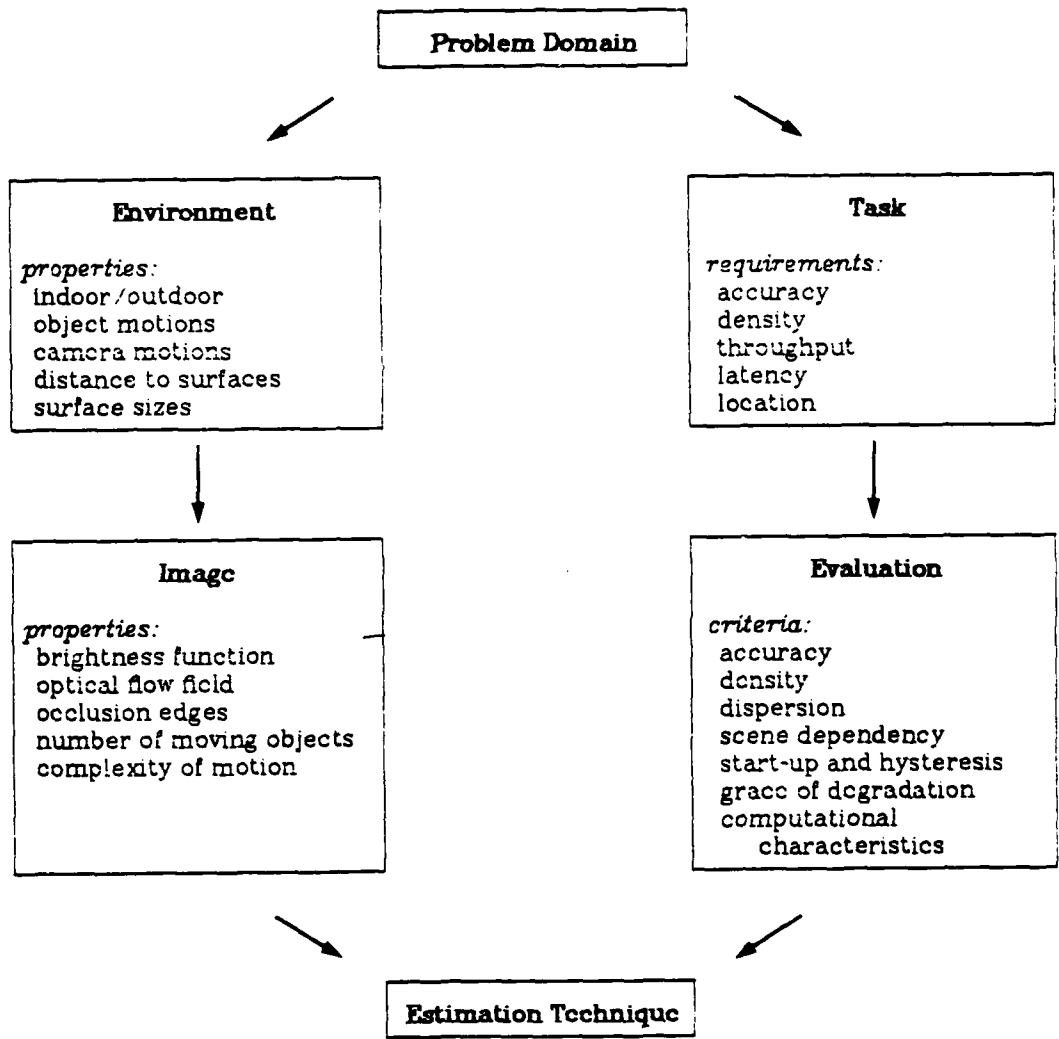 Problem Domain
Environment
properties:
indoor/outdoor
object motions
camera motions
distance to surfaces
surface sizes
Task
requirements:
accuracy
density
throughput
latency
location
Image
properties:
brightness function
optical flow field
occlusion edges
number of moving objects
complexity of motion
Evaluation
criteria:
accuracy
density
dispersion
scene dependency
start-up and hysteresis
grace of degradation
computational
characteristics
Estimation Technique